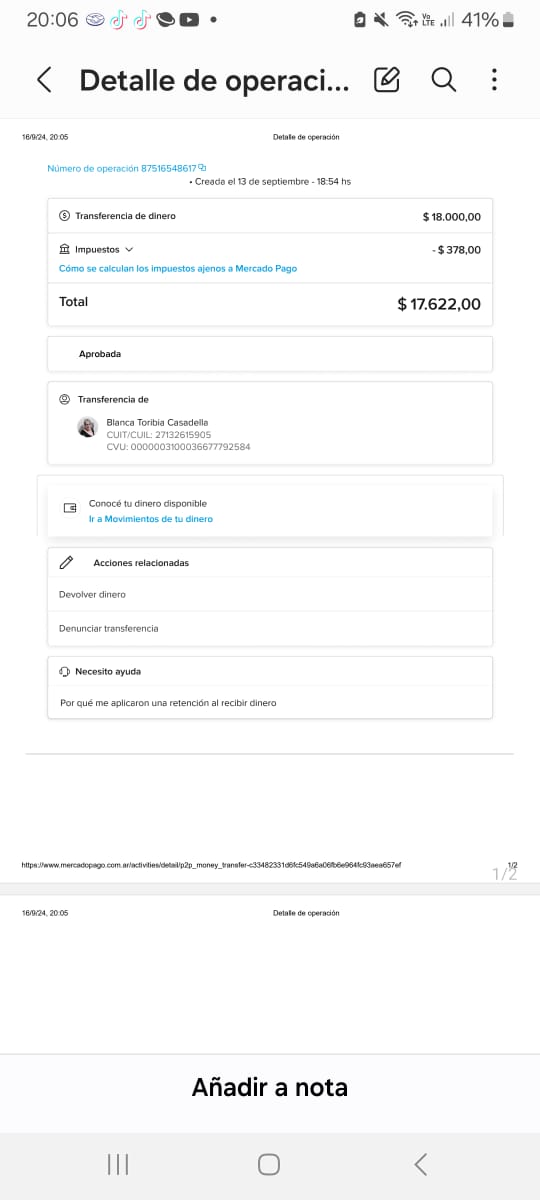 20:06
Vo
LTE
41%
Detalle de operaci...
16/9/24, 20:05 Detalle de operación
Número de operación 87516548617
• Creada el 13 de septiembre - 18:54 hs
Transferencia de dinero $ 18.000,00
Impuestos - $ 378,00
Cómo se calculan los impuestos ajenos a Mercado Pago
Total $ 17.622,00
Aprobada
Transferencia de
Blanca Toribia Casadella
CUIT/CUIL: 27132615905
CVU: 0000003100036677792584
Conocé tu dinero disponible
Ir a Movimientos de tu dinero
Acciones relacionadas
Devolver dinero
Denunciar transferencia
Necesito ayuda
Por qué me aplicaron una retención al recibir dinero
https://www.mercadopago.com.ar/activities/detail/p2p_money_transfer-c33482331d6fc549a6a06fb6e964fc93aea657ef 1/2
1/2
16/9/24, 20:05 Detalle de operación
Añadir a nota